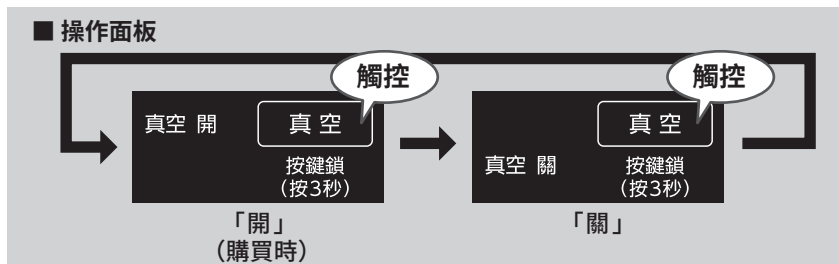 ■ 操作面板
觸控
觸控
真空 開
真 空
按鍵鎖
(按3秒)
真 空
真空 關
按鍵鎖
(按3秒)
「開」
(購買時)
「關」